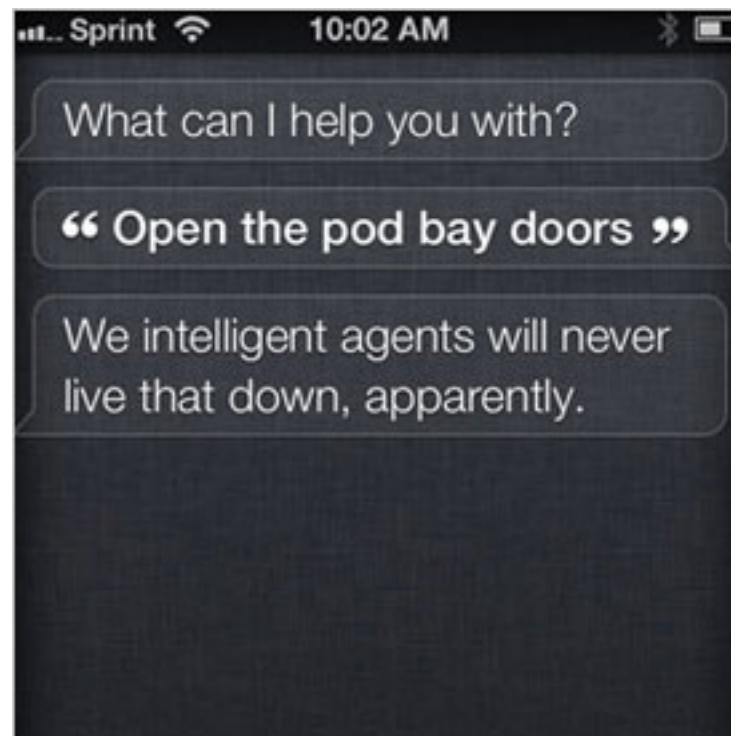 Sprint 10:02 AM
What can I help you with?
“ Open the pod bay doors ”
We intelligent agents will never
live that down, apparently.